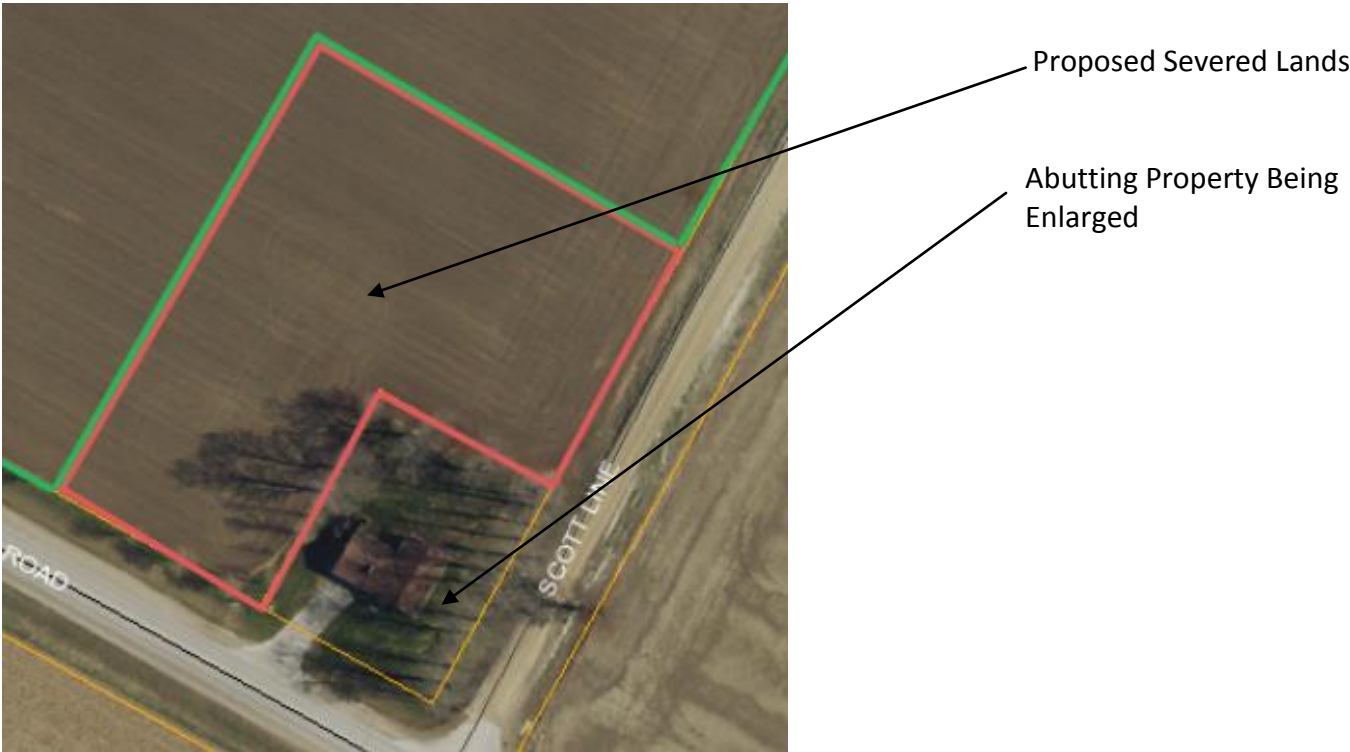 Proposed Severed Lands
Abutting Property Being
Enlarged
SCOTT LINE
ROAD